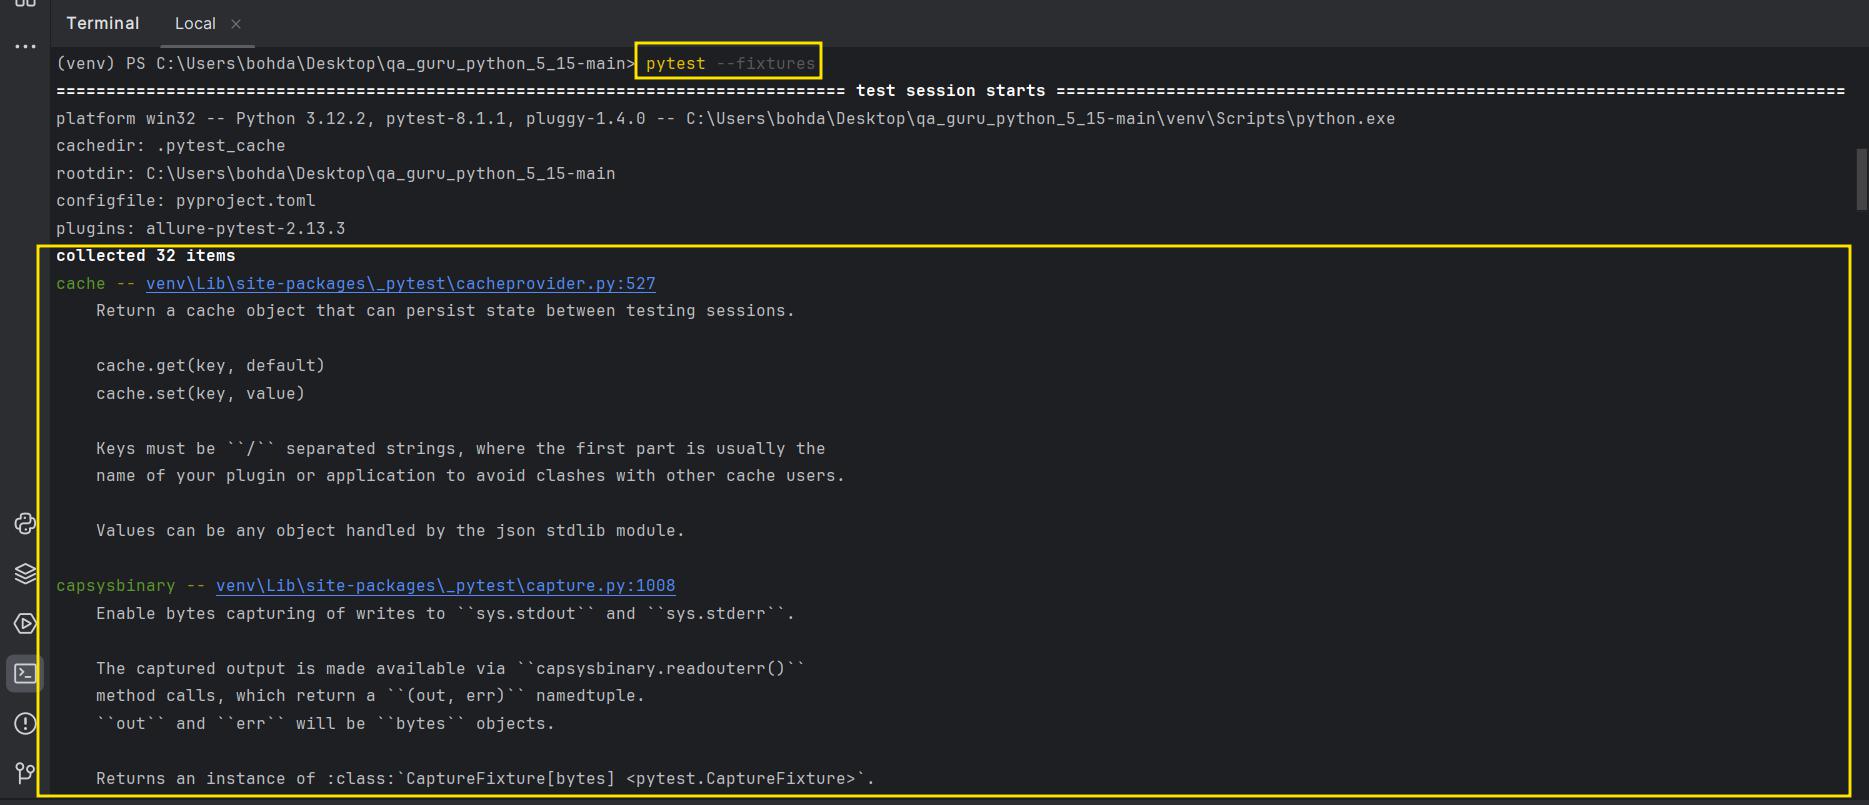 Terminal Local ×
(venv) PS C:\Users\bohda\Desktop\qa_guru_python_5_15-main> pytest --fixtures
=============================================================================== test session starts ===============================================================================
platform win32 -- Python 3.12.2, pytest-8.1.1, pluggy-1.4.0 -- C:\Users\bohda\Desktop\qa_guru_python_5_15-main\venv\Scripts\python.exe
cachedir: .pytest_cache
rootdir: C:\Users\bohda\Desktop\qa_guru_python_5_15-main
configfile: pyproject.toml
plugins: allure-pytest-2.13.3
collected 32 items
cache -- venv\Lib\site-packages\_pytest\cacheprovider.py:527
Return a cache object that can persist state between testing sessions.
cache.get(key, default)
cache.set(key, value)
Keys must be ``/`` separated strings, where the first part is usually the
name of your plugin or application to avoid clashes with other cache users.
Values can be any object handled by the json stdlib module.
capsysbinary -- venv\Lib\site-packages\_pytest\capture.py:1008
Enable bytes capturing of writes to ``sys.stdout`` and ``sys.stderr``.
The captured output is made available via ``capsysbinary.readouterr()``
method calls, which return a ``(out, err)`` namedtuple.
``out`` and ``err`` will be ``bytes`` objects.
Returns an instance of :class:`CaptureFixture[bytes] <pytest.CaptureFixture>`.